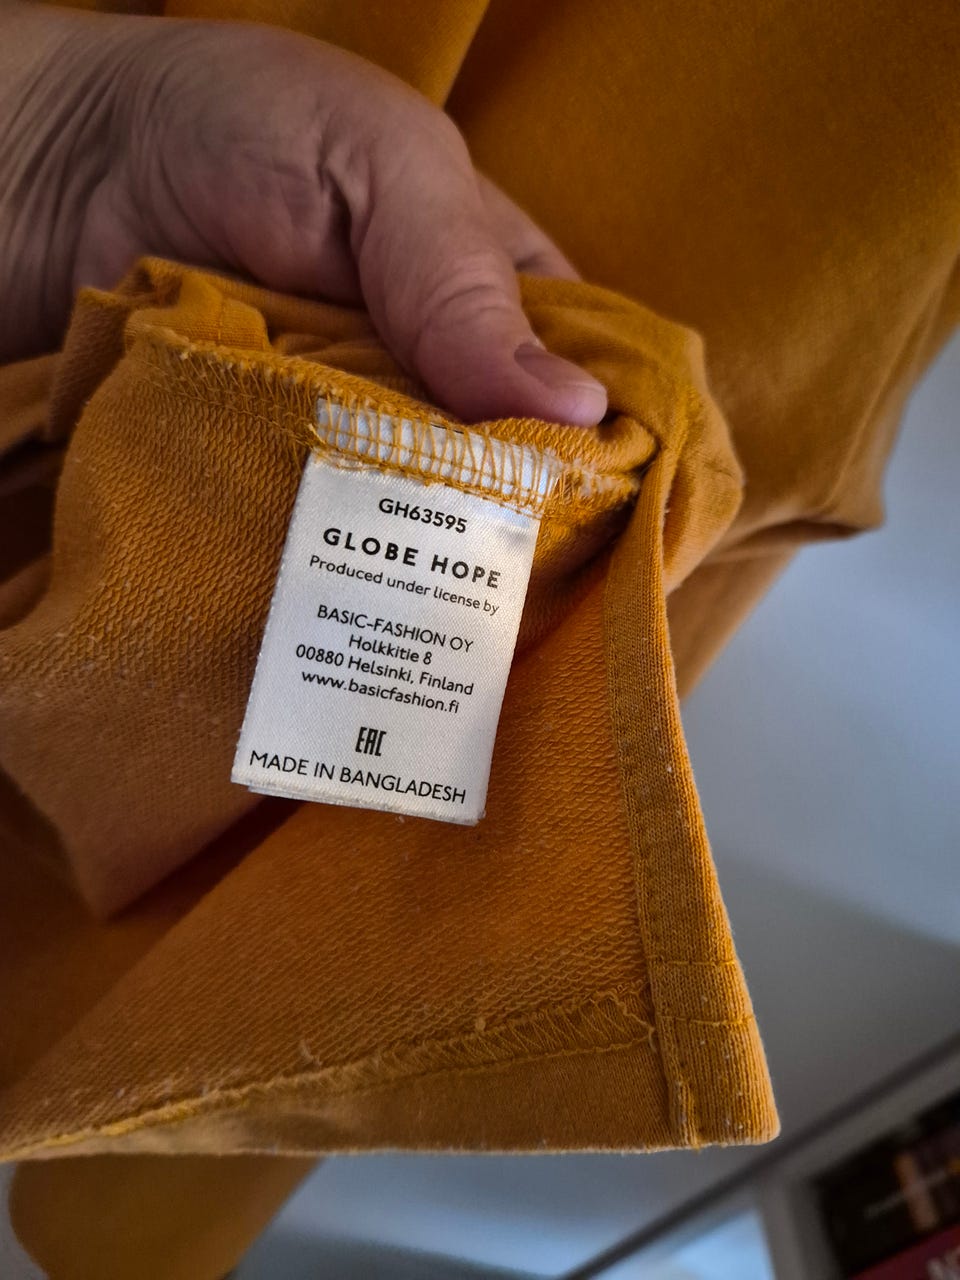 GH63595
GLOBE HOPE
Produced under license by
BASIC-FASHION OY
Holkkitie 8
00880 Helsinki, Finland
www.basicfashion.fi
EAC
MADE IN BANGLADESH